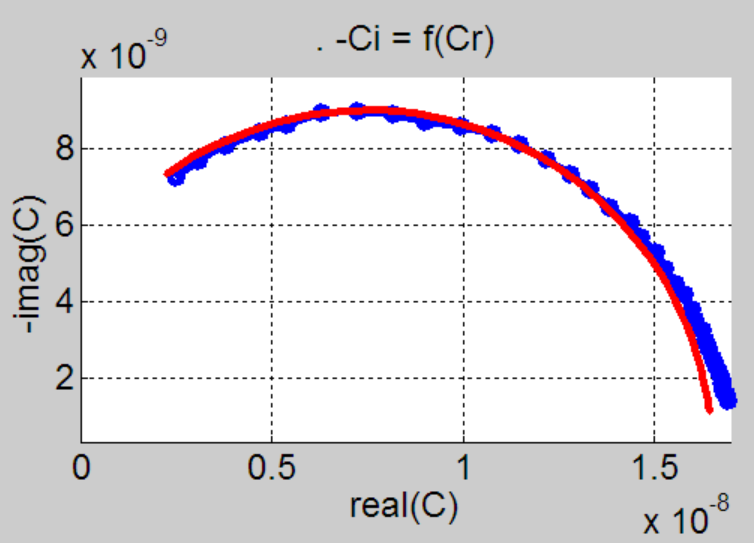 x 10-9
. -Ci = f(Cr)
8
6
4
2
-imag(C)
0
0.5
1
1.5
real(C)
x 10-8